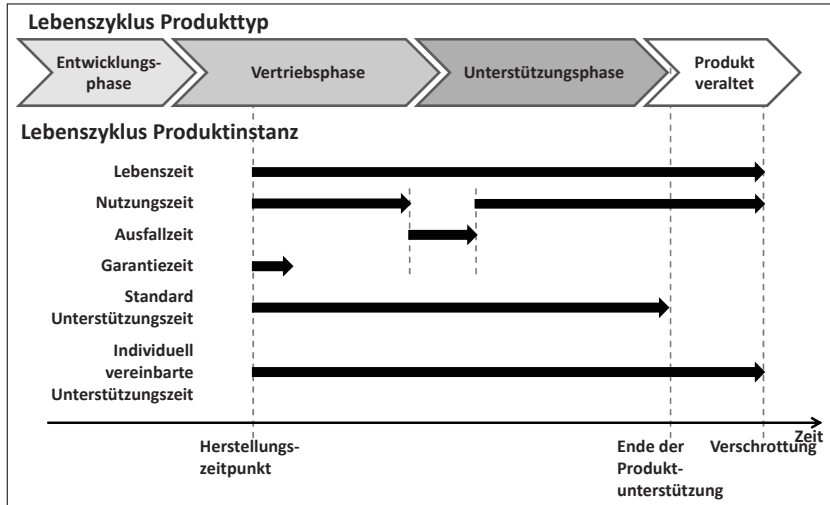 Lebenszyklus Produkttyp
Entwicklungs-
phase
Vertriebsphase
Unterstützungsphase
Produkt
veraltet
Lebenszyklus Produktinstanz
Lebenszeit
Nutzungszeit
Ausfallzeit
Garantiezeit
Standard
Unterstützungszeit
Individuell
vereinbarte
Unterstützungszeit
Zeit
Herstellungs-
zeitpunkt
Ende der
Produkt-
unterstützung
Verschrottung